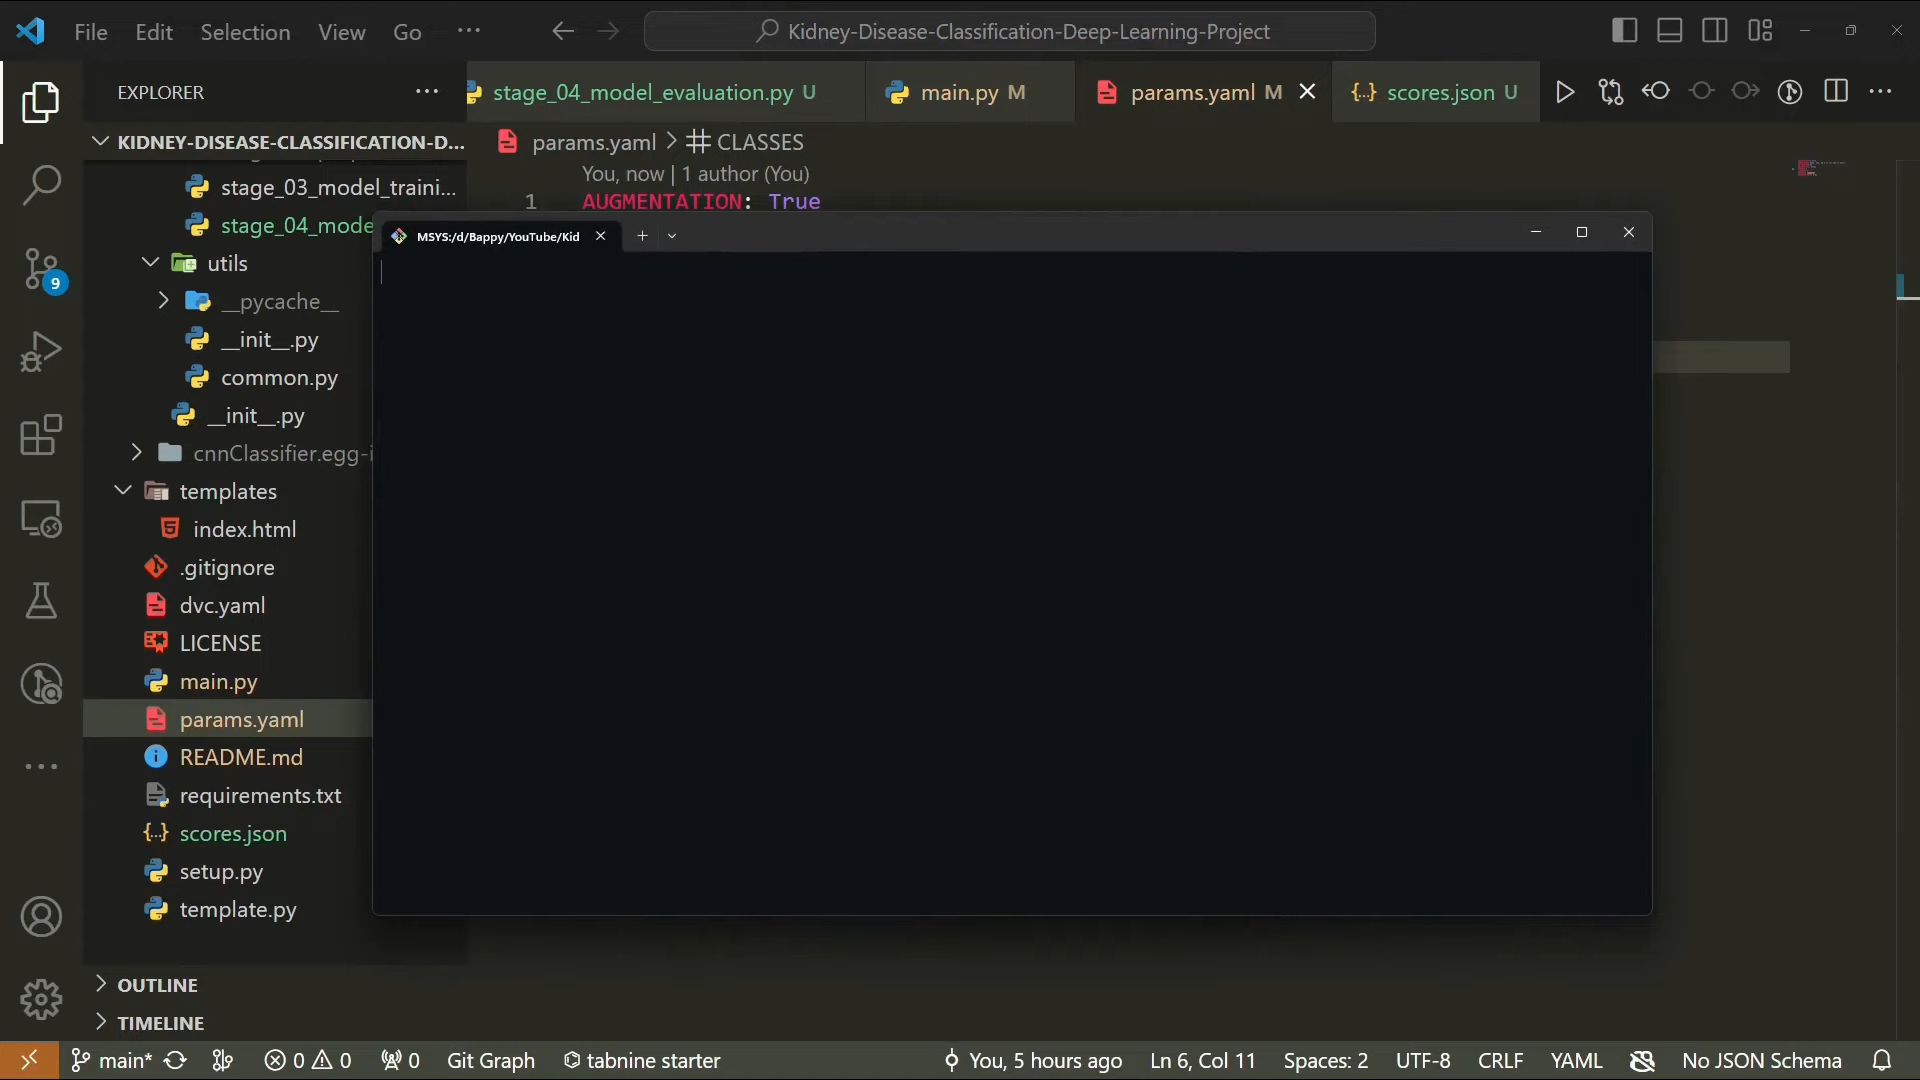 File Edit Selection View Go ...
Kidney-Disease-Classification-Deep-Learning-Project
EXPLORER
stage_04_model_evaluation.py U
main.py M
params.yaml M
scores.json U
KIDNEY-DISEASE-CLASSIFICATION-D...
params.yaml > CLASSES
You, now | 1 author (You)
1 AUGMENTATION: True
stage_03_model_traini...
stage_04_mode
MSYS:/d/Bappy/YouTube/Kid
utils
__pycache__
__init__.py
9
common.py
__init__.py
cnnClassifier.egg-i
templates
index.html
.gitignore
dvc.yaml
LICENSE
main.py
params.yaml
README.md
requirements.txt
scores.json
setup.py
template.py
OUTLINE
TIMELINE
main* 0 0 0 Git Graph tabnine starter You, 5 hours ago Ln 6, Col 11 Spaces: 2 UTF-8 CRLF YAML No JSON Schema